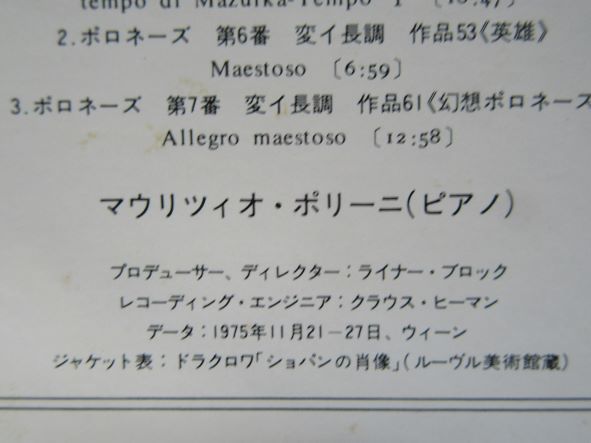 tempo di Mazurka-Tempo I 〔10:47〕
2.ポロネーズ 第6番 変イ長調 作品53《英雄》
Maestoso 〔6:59〕
3.ポロネーズ 第7番 変イ長調 作品61《幻想ポロネーズ
Allegro maestoso 〔12:58〕
マウリツィオ・ポリーニ(ピアノ)
プロデューサー、ディレクター:ライナー・ブロック
レコーディング・エンジニア:クラウス・ヒーマン
データ:1975年11月21-27日、ウィーン
ジャケット表:ドラクロワ「ショパンの肖像」(ルーヴル美術館蔵)